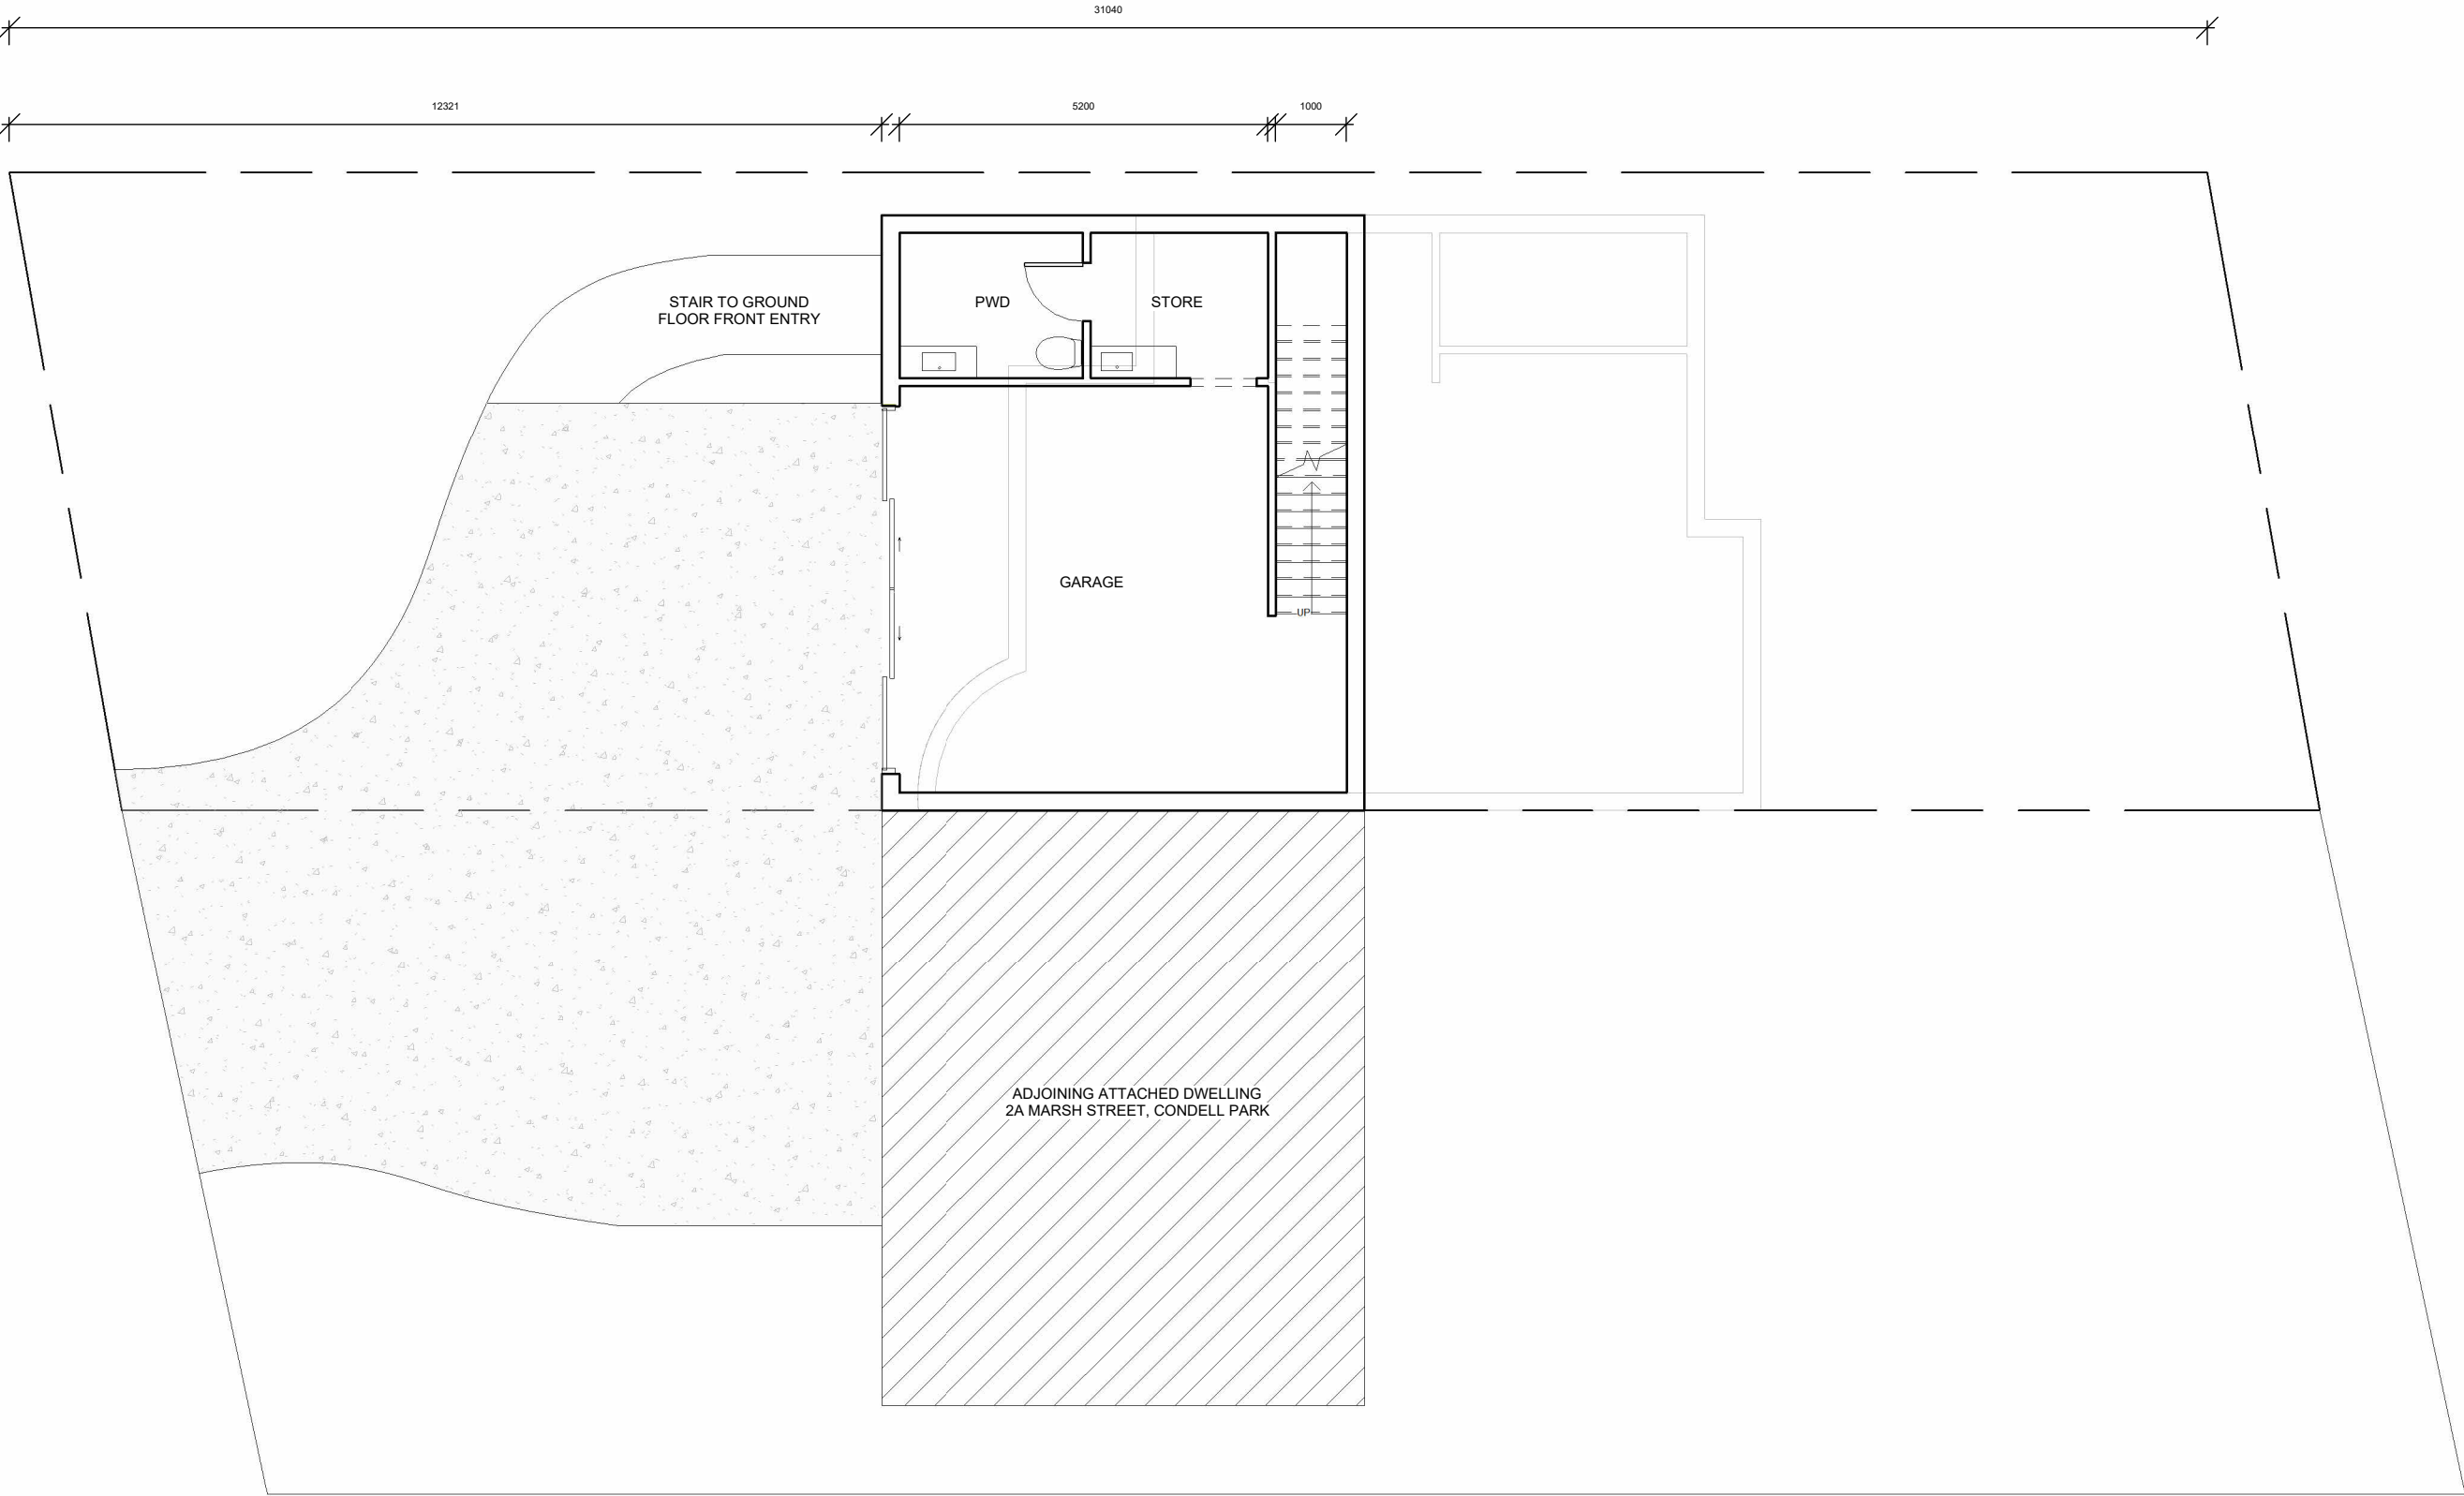 31040
12321
5200
1000
STAIR TO GROUND
FLOOR FRONT ENTRY
PWD
STORE
GARAGE
UP
ADJOINING ATTACHED DWELLING
2A MARSH STREET, CONDELL PARK